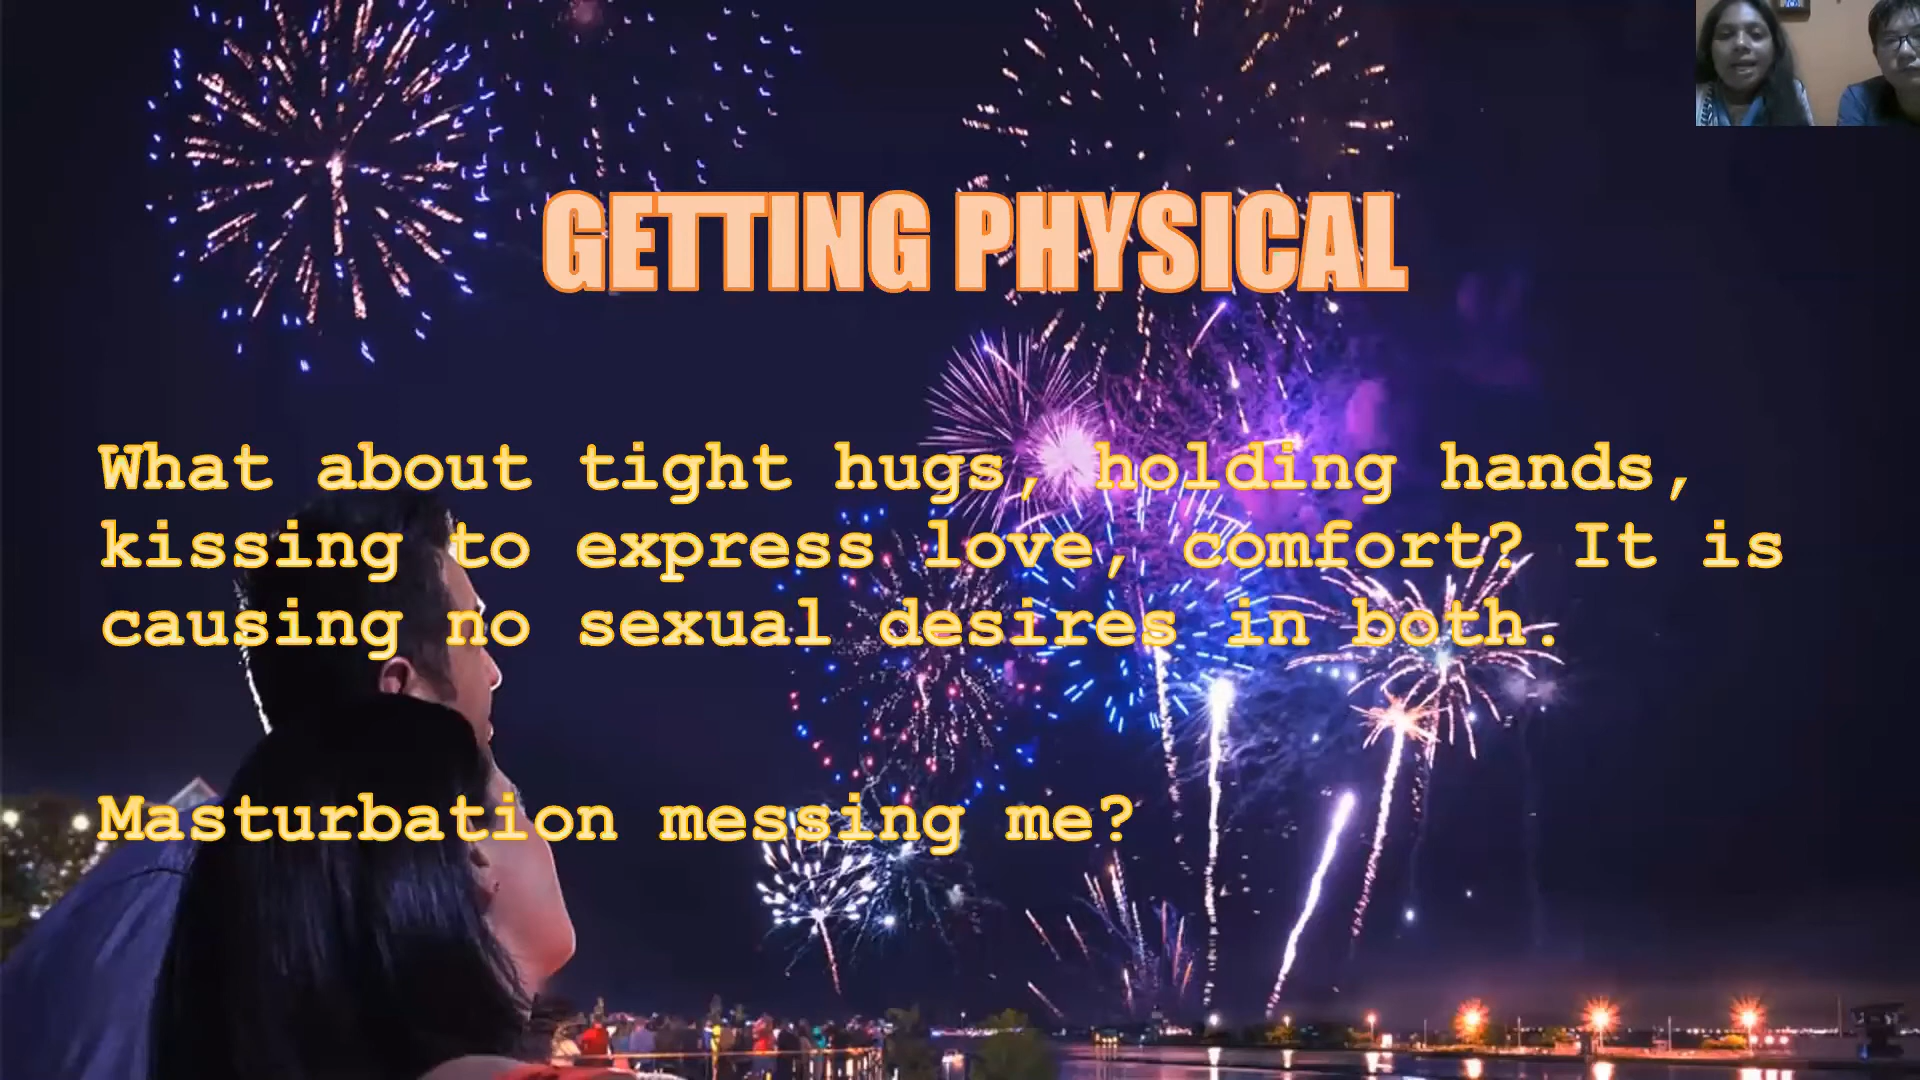 GETTING PHYSICAL
What about tight hugs, holding hands,
kissing to express love, comfort? It is
causing no sexual desires in both.
Masturbation messing me?